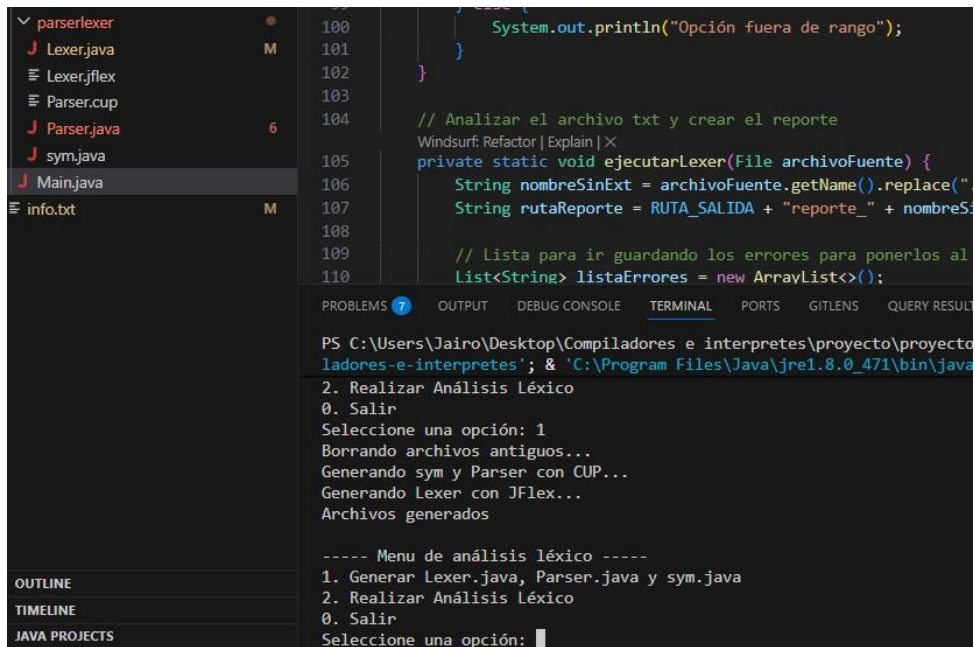 parserlexer
Lexer.java M
Lexer.jflex
Parser.cup
Parser.java 6
sym.java
Main.java
info.txt M
OUTLINE
TIMELINE
JAVA PROJECTS
99 } else {
100 System.out.println("Opción fuera de rango");
101 }
102 }
103
104 // Analizar el archivo txt y crear el reporte
Windsurf: Refactor | Explain | ×
105 private static void ejecutarLexer(File archivoFuente) {
106 String nombreSinExt = archivoFuente.getName().replace(".
107 String rutaReporte = RUTA_SALIDA + "reporte_" + nombreSi
108
109 // Lista para ir guardando los errores para ponerlos al
110 List<String> listaErrores = new ArrayList<>();
PROBLEMS 7 OUTPUT DEBUG CONSOLE TERMINAL PORTS GITLENS QUERY RESULT
PS C:\Users\Jairo\Desktop\Compiladores e interpretes\proyecto\proyecto
ladores-e-interpretes'; & 'C:\Program Files\Java\jre1.8.0_471\bin\java
2. Realizar Análisis Léxico
0. Salir
Seleccione una opción: 1
Borrando archivos antiguos...
Generando sym y Parser con CUP...
Generando Lexer con JFlex...
Archivos generados
----- Menu de análisis léxico -----
1. Generar Lexer.java, Parser.java y sym.java
2. Realizar Análisis Léxico
0. Salir
Seleccione una opción: